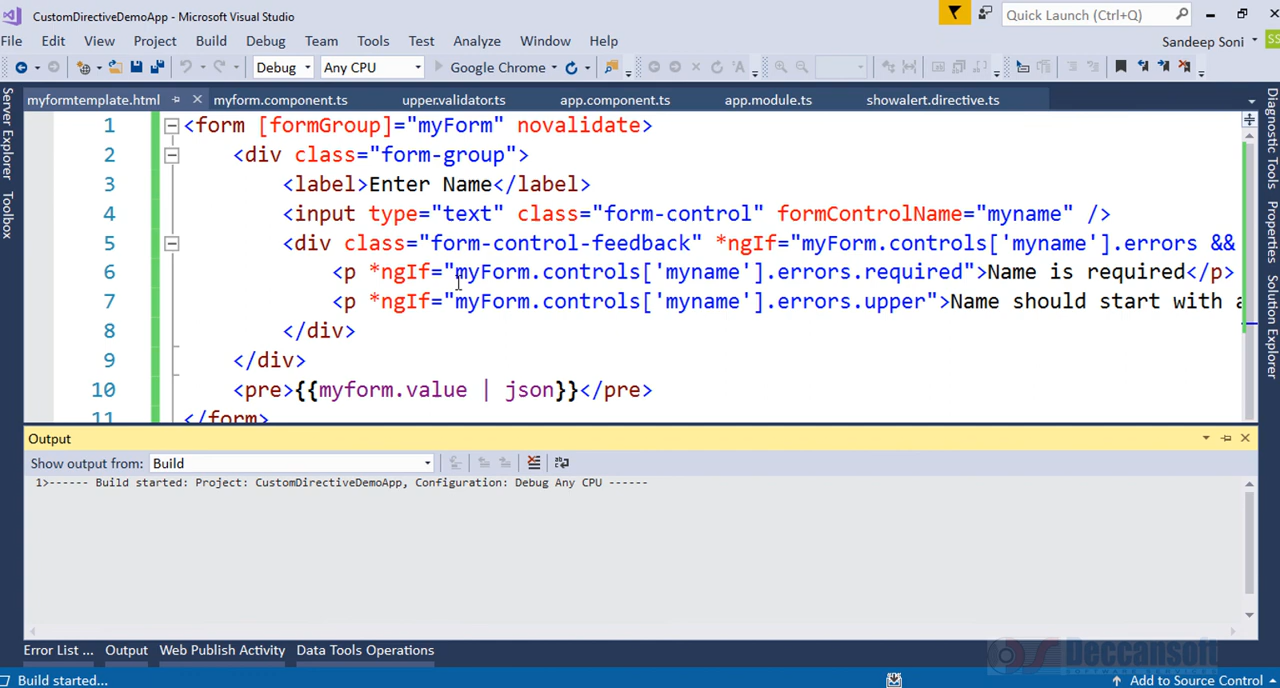 CustomDirectiveDemoApp - Microsoft Visual Studio
Quick Launch (Ctrl+Q)
File Edit View Project Build Debug Team Tools Test Analyze Window Help
Sandeep Soni
SS
Debug Any CPU Google Chrome
myformtemplate.html myform.component.ts upper.validator.ts app.component.ts app.module.ts showalert.directive.ts
Server Explorer
Toolbox
1 <form [formGroup]="myForm" novalidate>
2 <div class="form-group">
3 <label>Enter Name</label>
4 <input type="text" class="form-control" formControlName="myname" />
5 <div class="form-control-feedback" *ngIf="myForm.controls['myname'].errors &&
6 <p *ngIf="myForm.controls['myname'].errors.required">Name is required</p>
7 <p *ngIf="myForm.controls['myname'].errors.upper">Name should start with a
8 </div>
9 </div>
10 <pre>{{myform.value | json}}</pre>
11 </form>
Diagnostic Tools
Properties
Solution Explorer
Output
Show output from: Build
1>------ Build started: Project: CustomDirectiveDemoApp, Configuration: Debug Any CPU ------
Error List ... Output Web Publish Activity Data Tools Operations
Deccansoft
Build started...
Add to Source Control